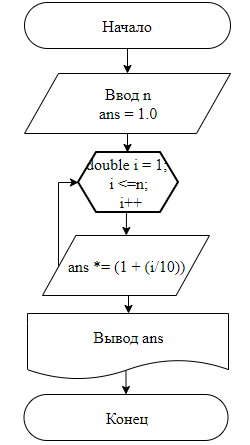 Начало
Ввод n
ans = 1.0
double i = 1;
i <=n;
i++
ans *= (1 + (i/10))
Вывод ans
Конец